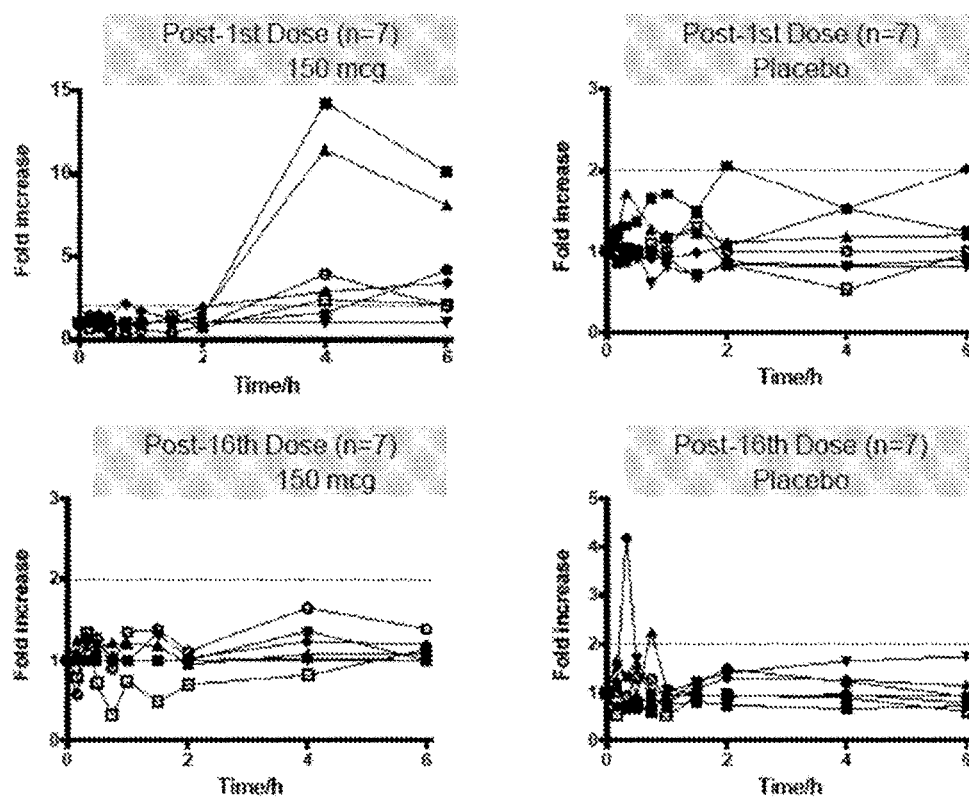 Post-1st Dose (n=7)
150 mcg
15
10
5
0
Fold increase
0 2 4 6
Time/h
Post-1st Dose (n=7)
Placebo
3
2
1
0
Fold increase
0 2 4 6
Time/h
Post-16th Dose (n=7)
150 mcg
3
2
1
0
Fold increase
0 2 4 6
Time/h
Post-16th Dose (n=7)
Placebo
5
4
3
2
1
0
Fold increase
0 2 4 6
Time/h